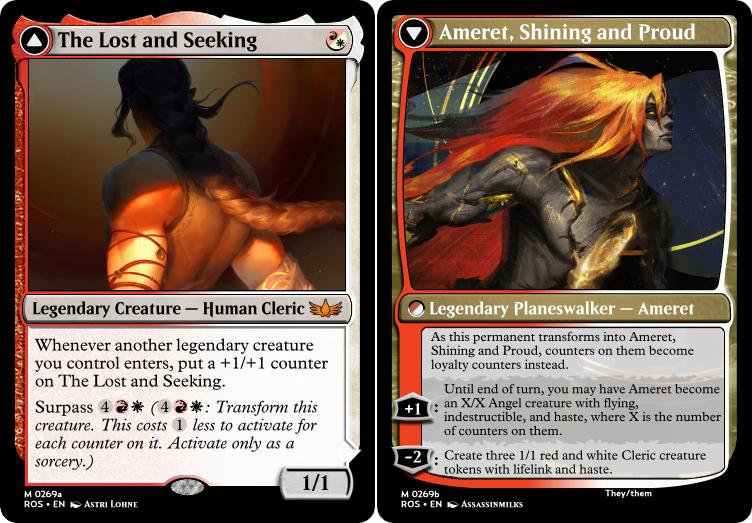 The Lost and Seeking
Legendary Creature — Human Cleric
Whenever another legendary creature
you control enters, put a +1/+1 counter
on The Lost and Seeking.
Surpass 4 (4: Transform this
creature. This costs 1 less to activate for
each counter on it. Activate only as a
sorcery.)
1/1
M 0269a
ROS • EN Astri Lohne
Ameret, Shining and Proud
Legendary Planeswalker — Ameret
As this permanent transforms into Ameret,
Shining and Proud, counters on them become
loyalty counters instead.
+1: Until end of turn, you may have Ameret become
an X/X Angel creature with flying,
indestructible, and haste, where X is the number
of counters on them.
-2: Create three 1/1 red and white Cleric creature
tokens with lifelink and haste.
They/them
M 0269b
ROS • EN Assassinmilks